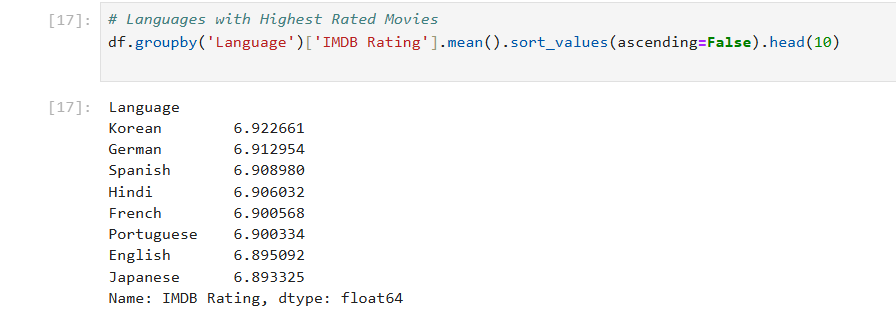 [17]: # Languages with Highest Rated Movies
df.groupby('Language')['IMDB Rating'].mean().sort_values(ascending=False).head(10)
[17]: Language
Korean 6.922661
German 6.912954
Spanish 6.908980
Hindi 6.906032
French 6.900568
Portuguese 6.900334
English 6.895092
Japanese 6.893325
Name: IMDB Rating, dtype: float64